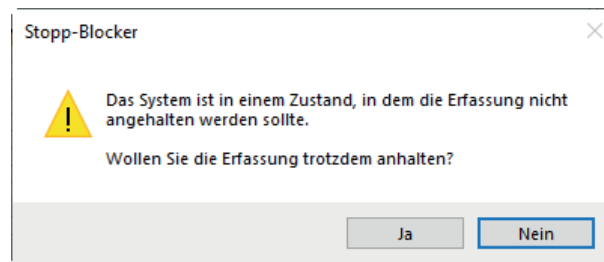 Stopp-Blocker
Das System ist in einem Zustand, in dem die Erfassung nicht
angehalten werden sollte.
Wollen Sie die Erfassung trotzdem anhalten?
Ja
Nein